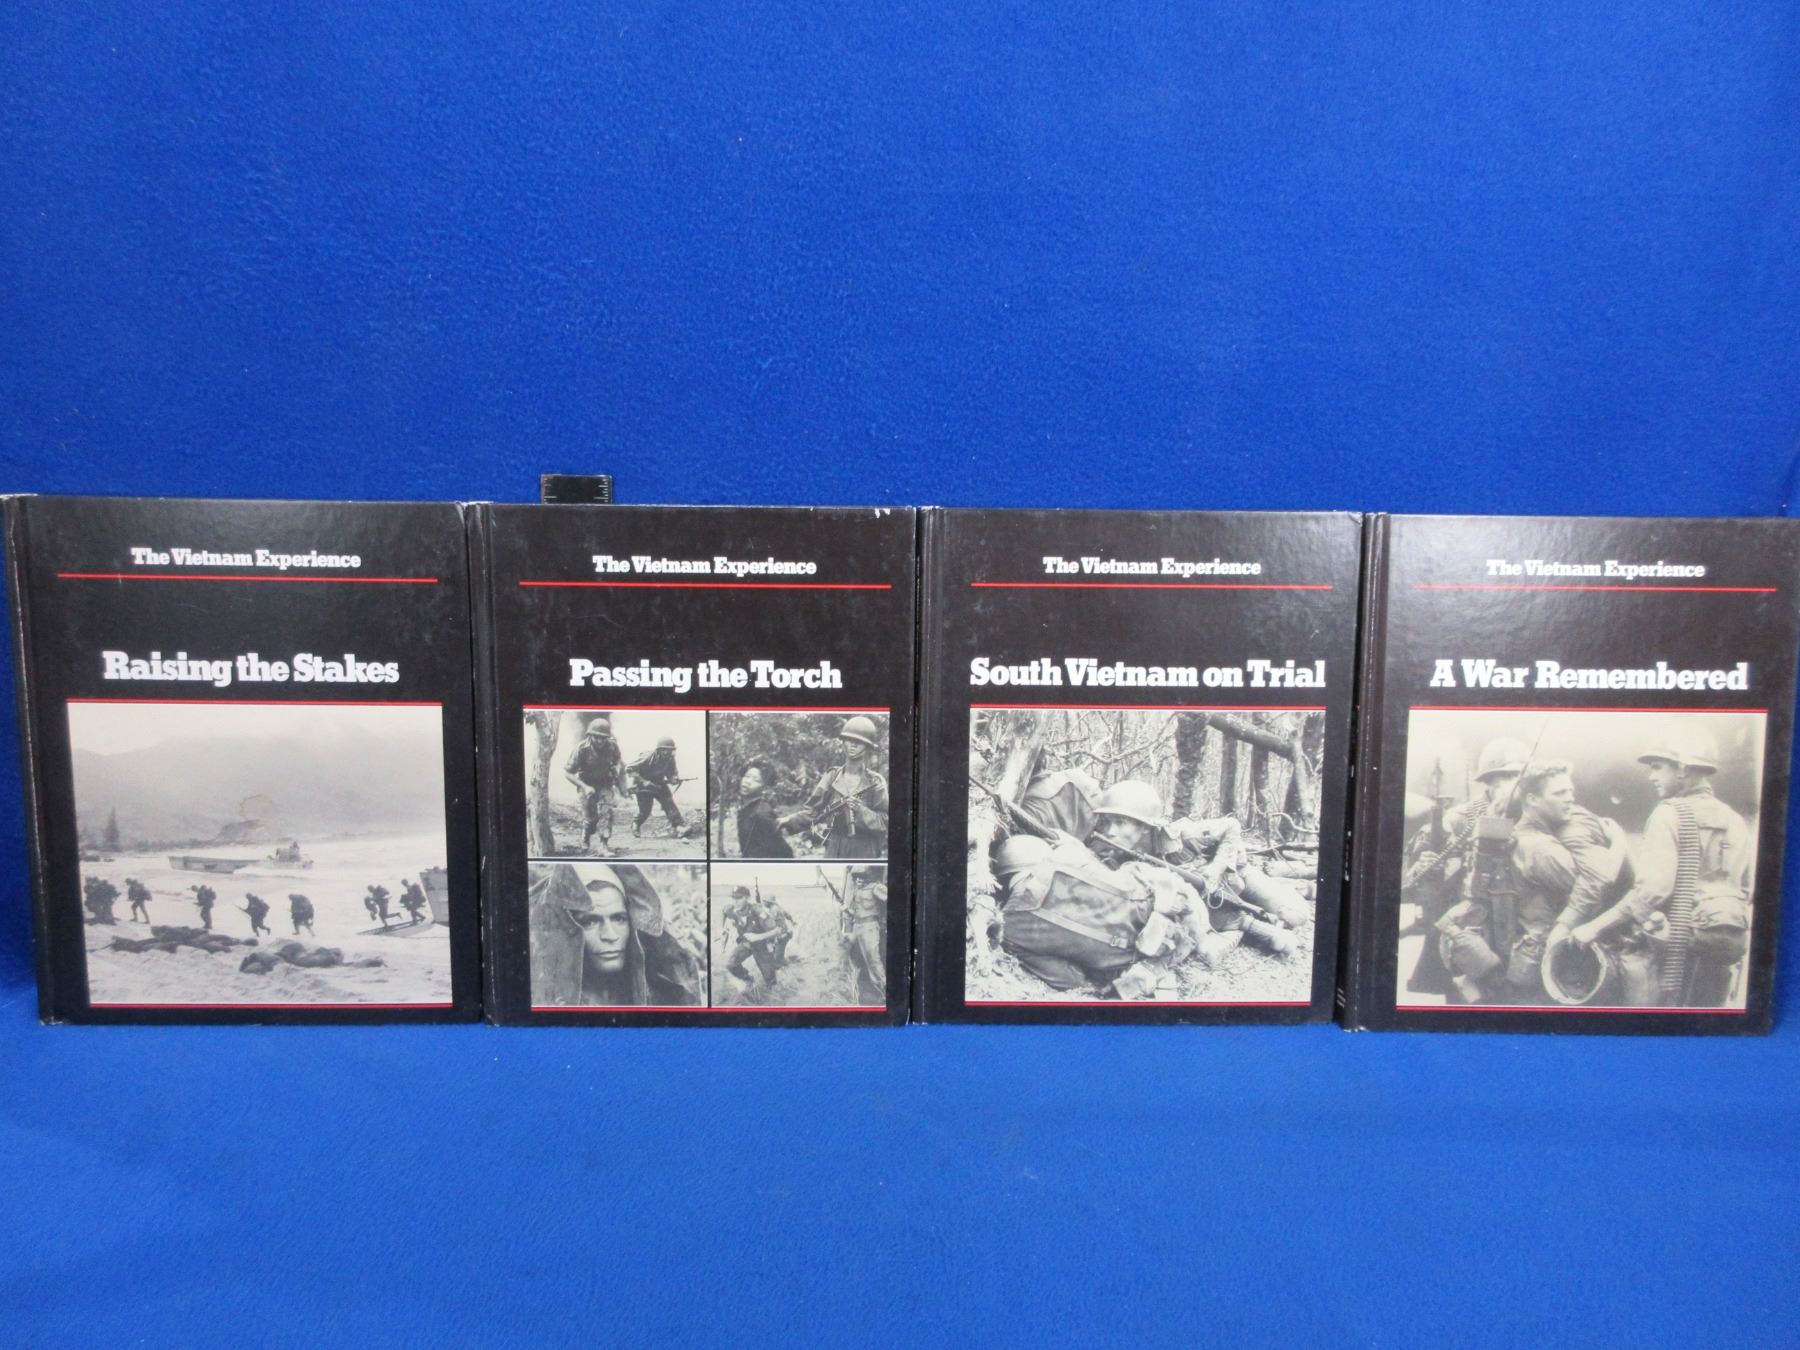 The Vietnam Experience
Raising the Stakes
The Vietnam Experience
Passing the Torch
The Vietnam Experience
South Vietnam on Trial
The Vietnam Experience
A War Remembered